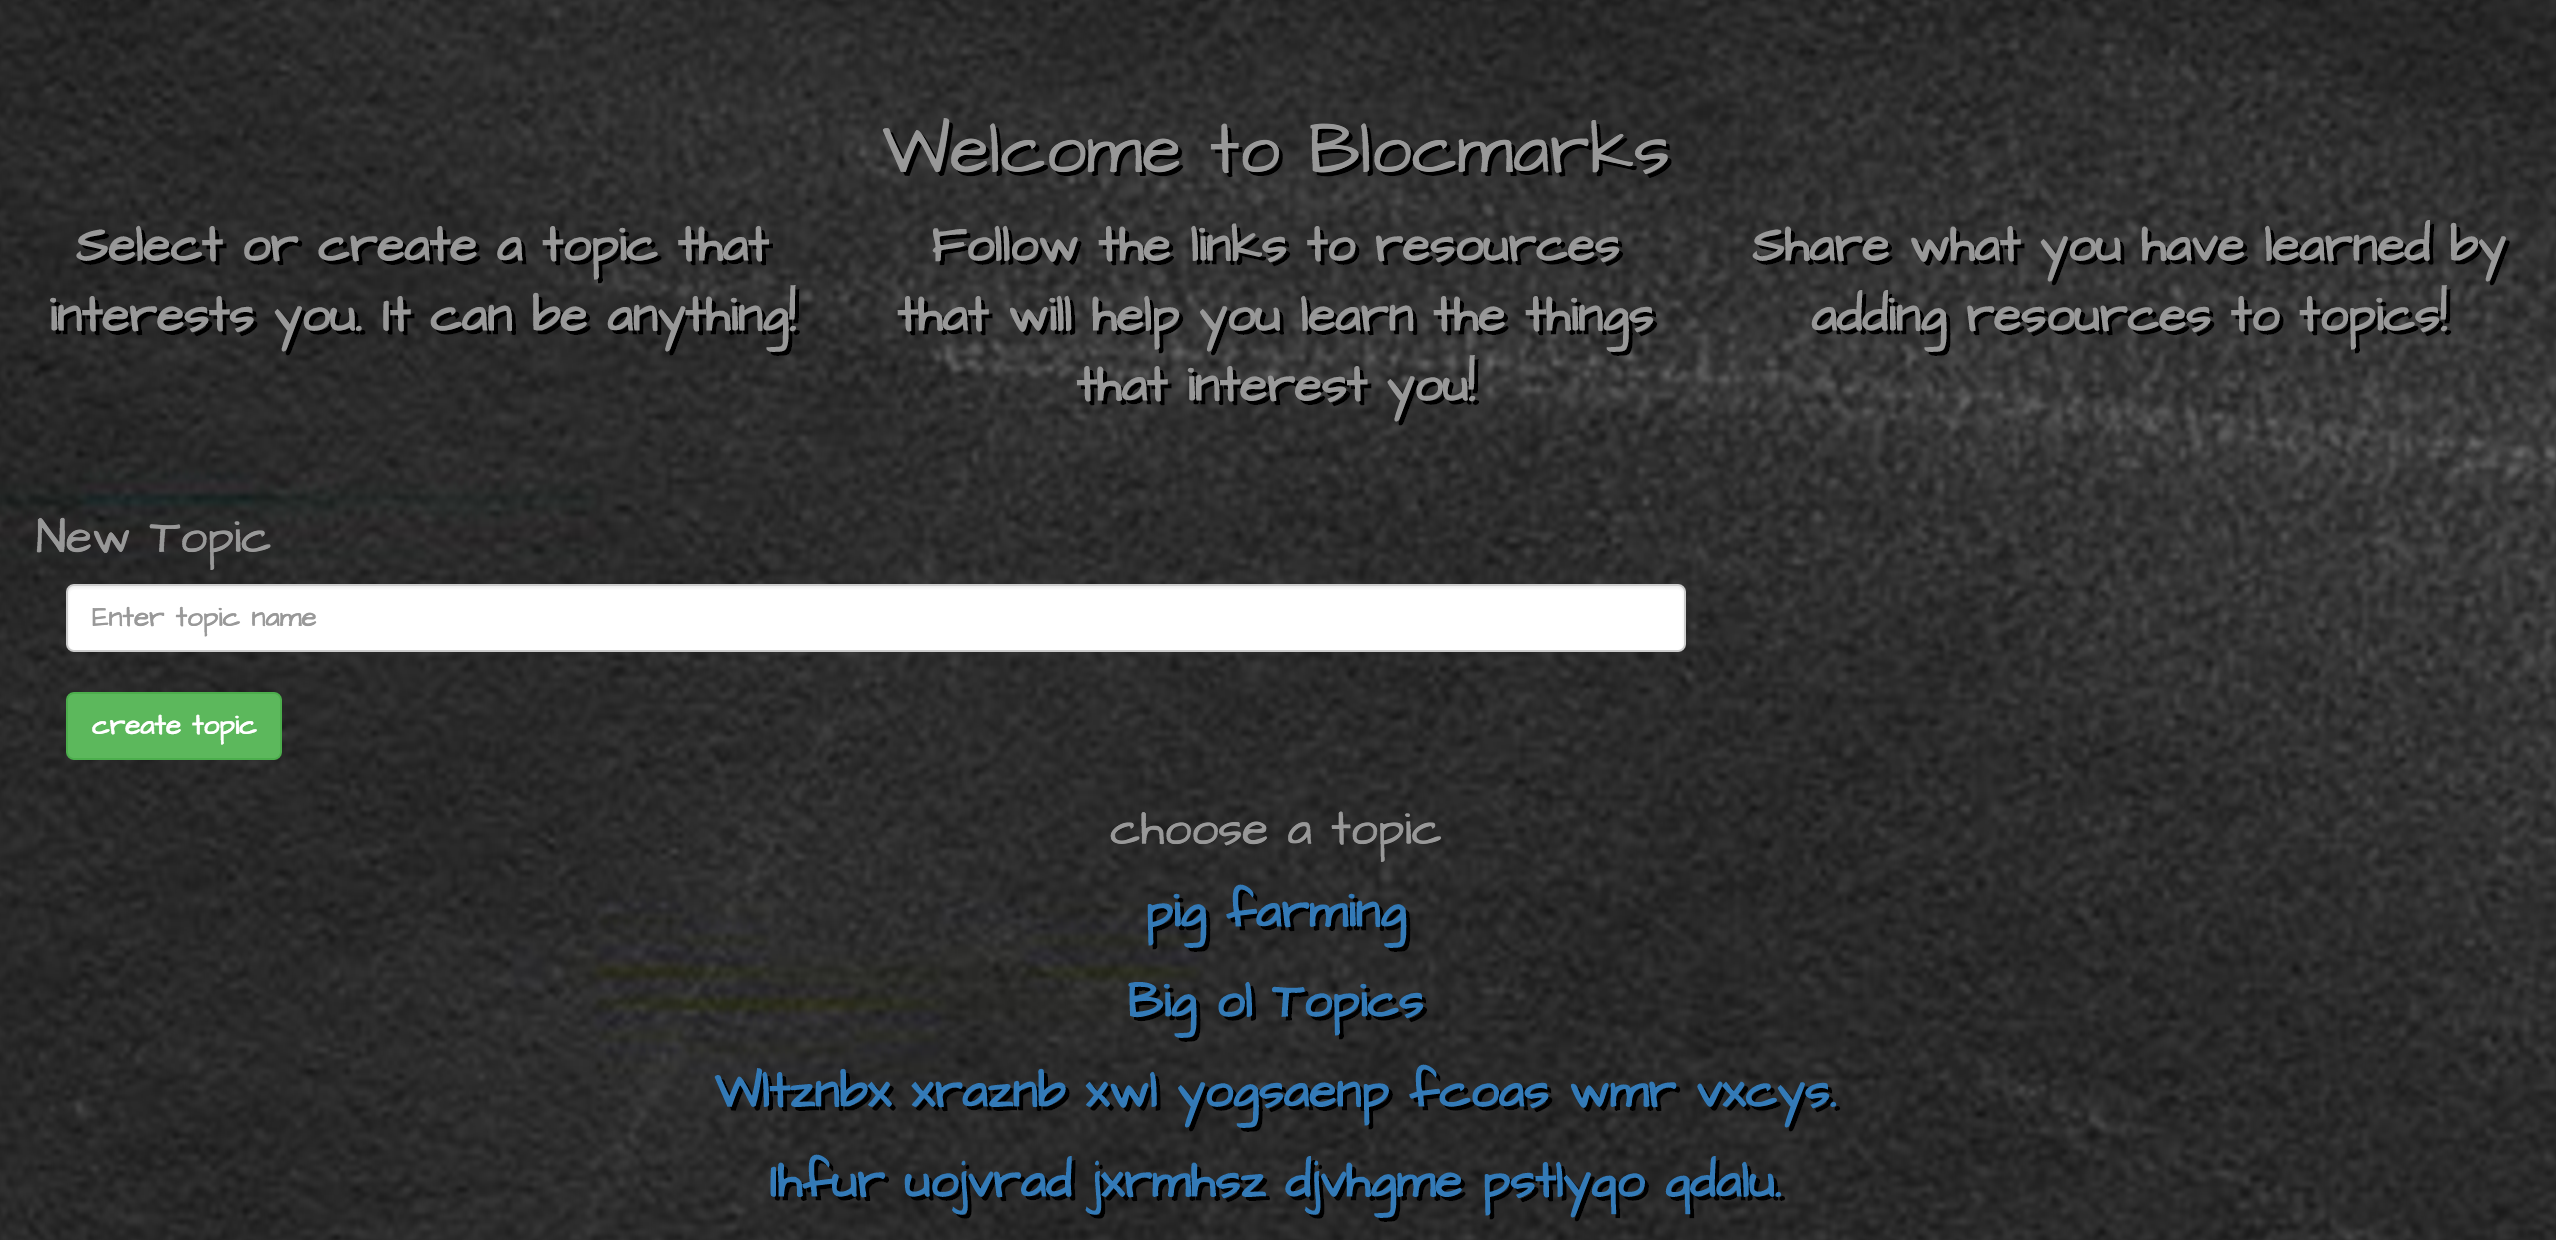 Welcome to Blocmarks
Select or create a topic that
interests you. It can be anything!
Follow the links to resources
that will help you learn the things
that interest you!
Share what you have learned by
adding resources to topics!
New Topic
Enter topic name
create topic
choose a topic
pig farming
Big ol Topics
Wltznbx xraznb xwl yogsaenp fcoas wmr vxcys.
Ihfur uojvrad jxrmhsz djvhgme pstlyqo qdalu.